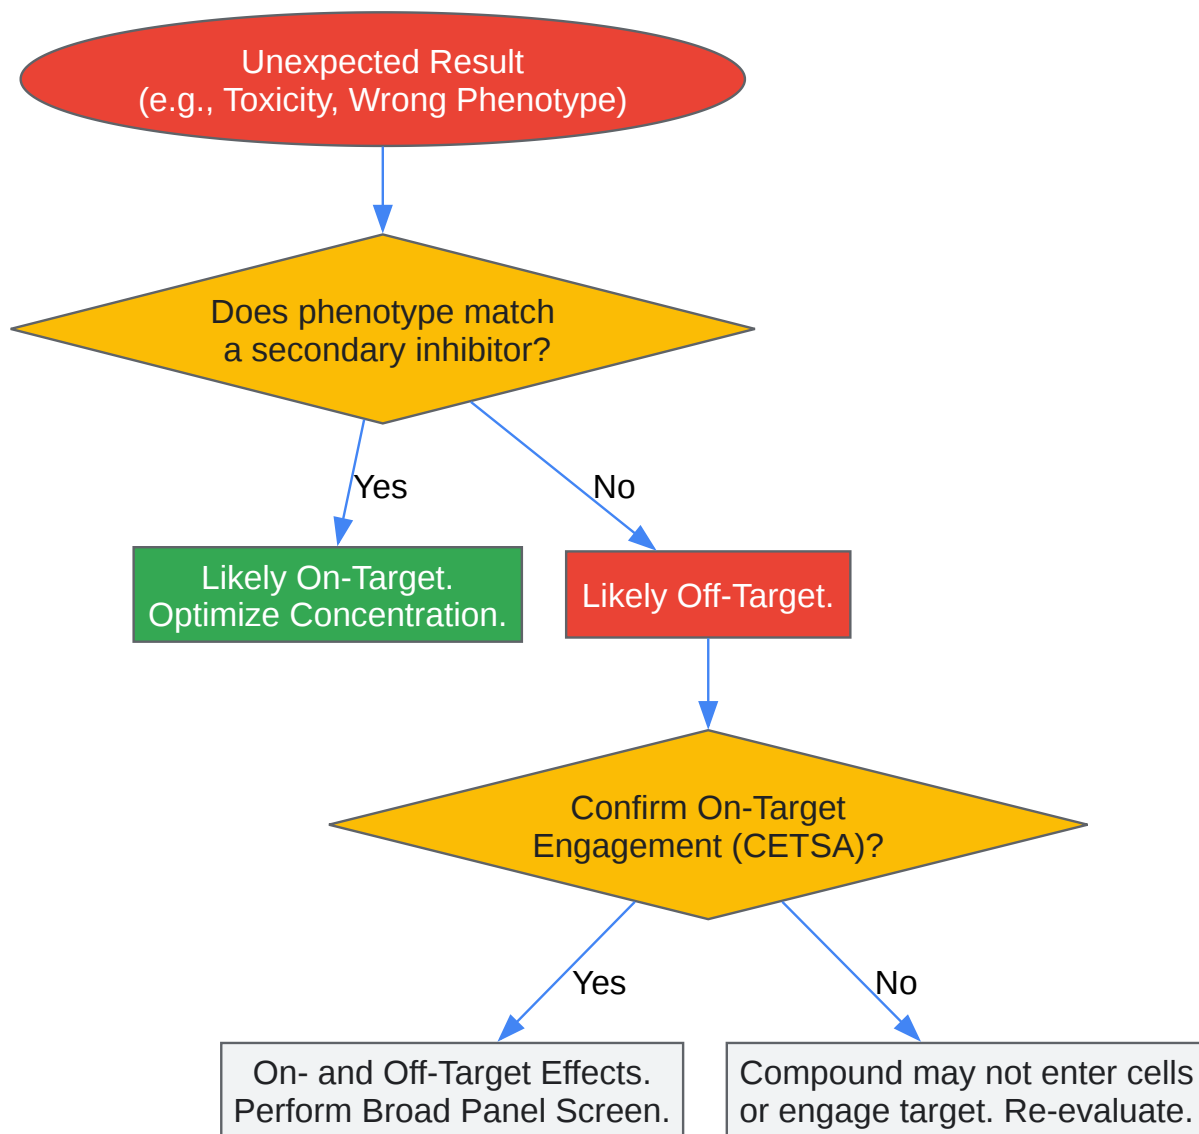 Unexpected Result
(e.g., Toxicity, Wrong Phenotype)
Does phenotype match
a secondary inhibitor?
Yes
No
Likely On-Target.
Optimize Concentration.
Likely Off-Target.
Confirm On-Target
Engagement (CETSA)?
Yes
No
On- and Off-Target Effects.
Perform Broad Panel Screen.
Compound may not enter cells
or engage target. Re-evaluate.